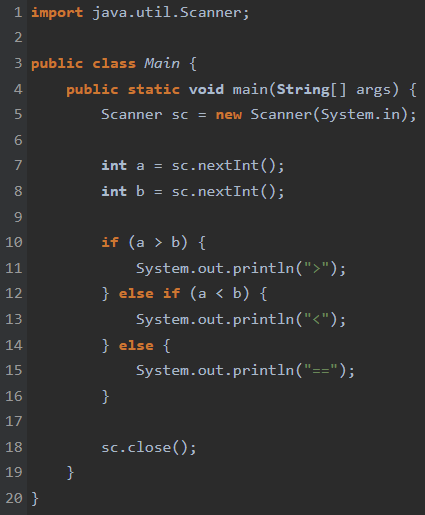 1 import java.util.Scanner;
2
3 public class Main {
4     public static void main(String[] args) {
5         Scanner sc = new Scanner(System.in);
6
7         int a = sc.nextInt();
8         int b = sc.nextInt();
9
10         if (a > b) {
11             System.out.println(">");
12         } else if (a < b) {
13             System.out.println("<");
14         } else {
15             System.out.println("==");
16         }
17
18         sc.close();
19     }
20 }